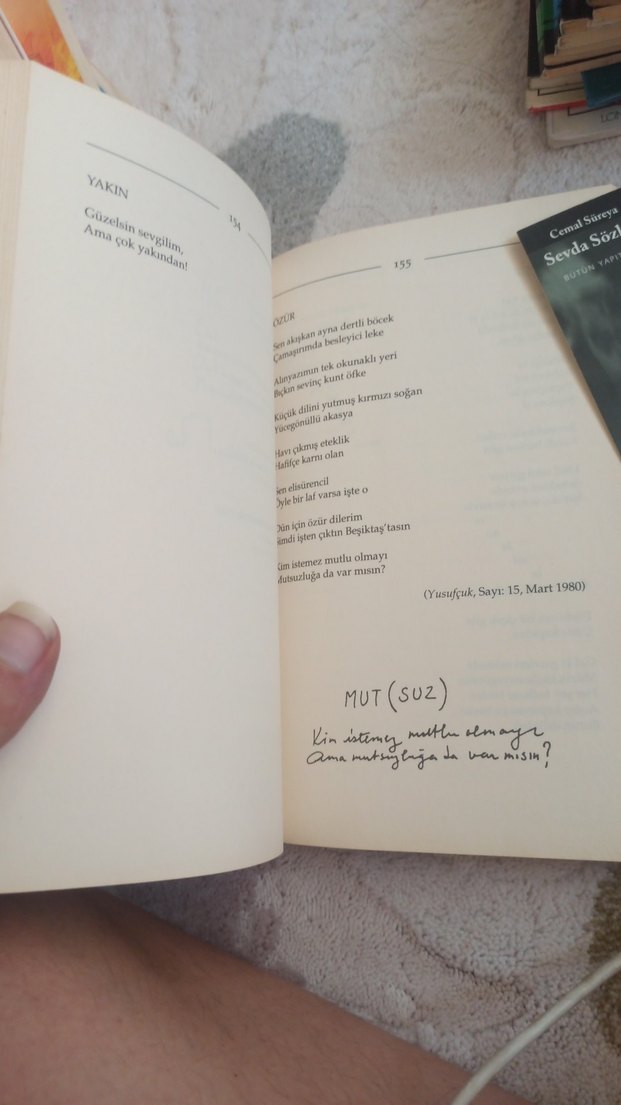 154
YAKIN
Güzelsin sevgilim,
Ama çok yakından!
155
ÖZÜR
Sen akışkan ayna dertli böcek
Çamaşırımda besleyici leke
Alınyazımın tek okunaklı yeri
Bıçkın sevinç kunt öfke
Küçük dilini yutmuş kırmızı soğan
Yücegönüllü akasya
Havı çıkmış eteklik
Hafifçe karnı olan
Sen elisürencil
Öyle bir laf varsa işte o
Dün için özür dilerim
Şimdi işten çıktın Beşiktaş'tasın
Kim istemez mutlu olmayı
Mutsuzluğa da var mısın?
(Yusufçuk, Sayı: 15, Mart 1980)
MUT (SUZ)
Kim istemez mutlu olmayı
Ama mutsuzluğa da var mısın?
Cemal Süreya
Sevda Sözl
BÜTÜN YAPIT